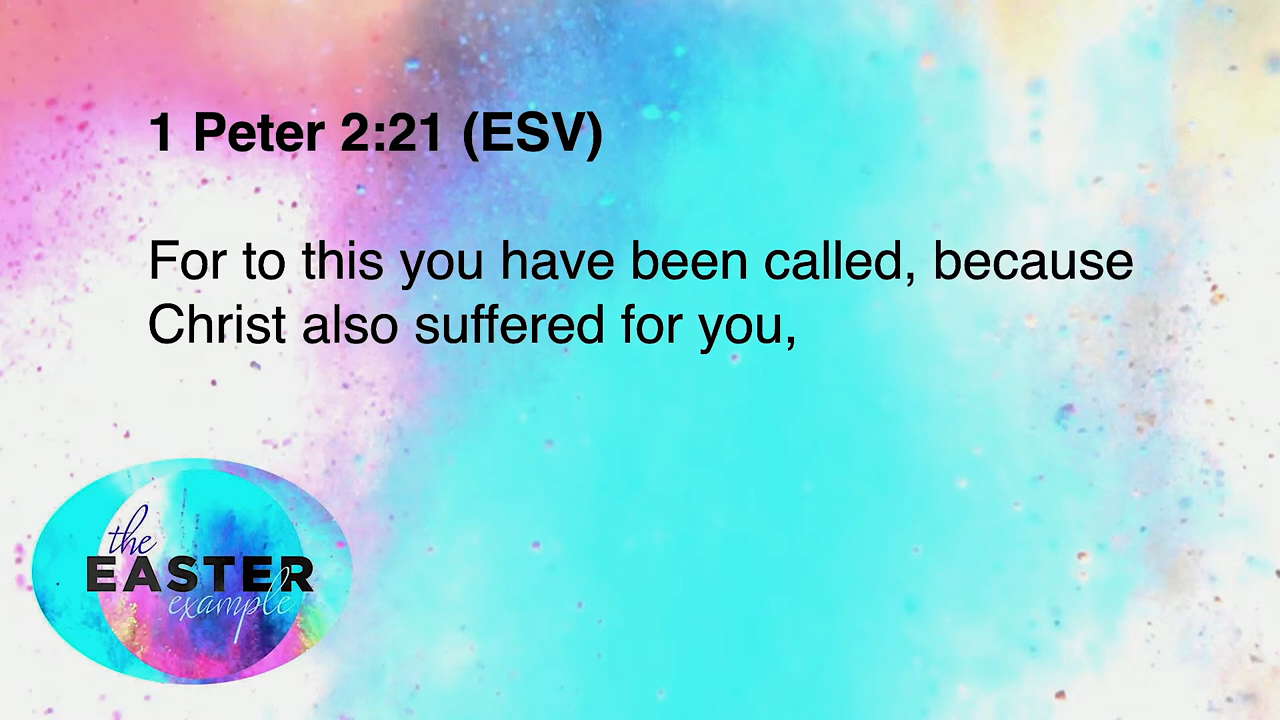 1 Peter 2:21 (ESV)
For to this you have been called, because
Christ also suffered for you,
the
EASTER
example